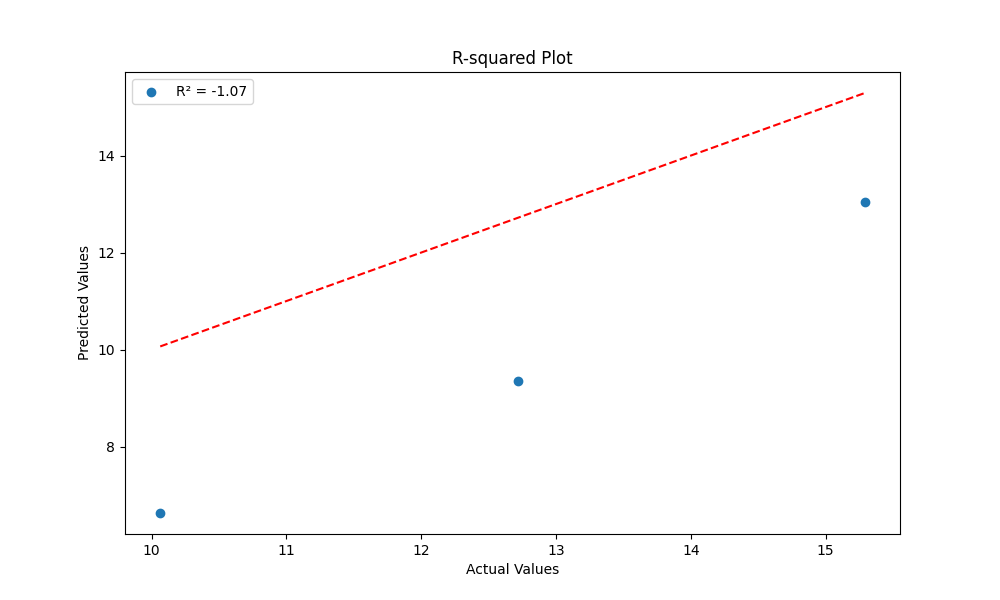 R-squared Plot
R² = -1.07
14
12
10
8
Predicted Values
10 11 12 13 14 15
Actual Values